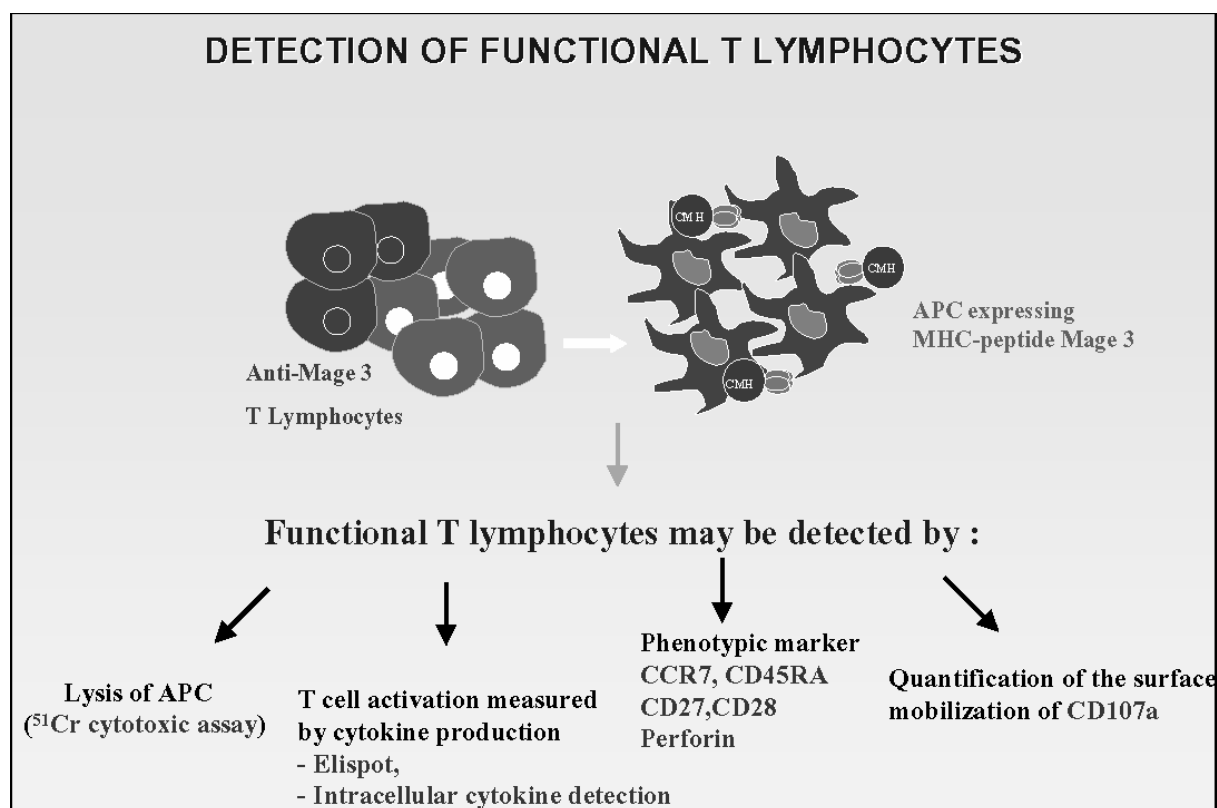 DETECTION OF FUNCTIONAL T LYMPHOCYTES
CMH
CMH
CMH
APC expressing
MHC-peptide Mage 3
Anti-Mage 3
T Lymphocytes
Functional T lymphocytes may be detected by :
Lysis of APC
(51Cr cytotoxic assay)
T cell activation measured
by cytokine production
- Elispot,
- Intracellular cytokine detection
Phenotypic marker
CCR7, CD45RA
CD27,CD28
Perforin
Quantification of the surface
mobilization of CD107a